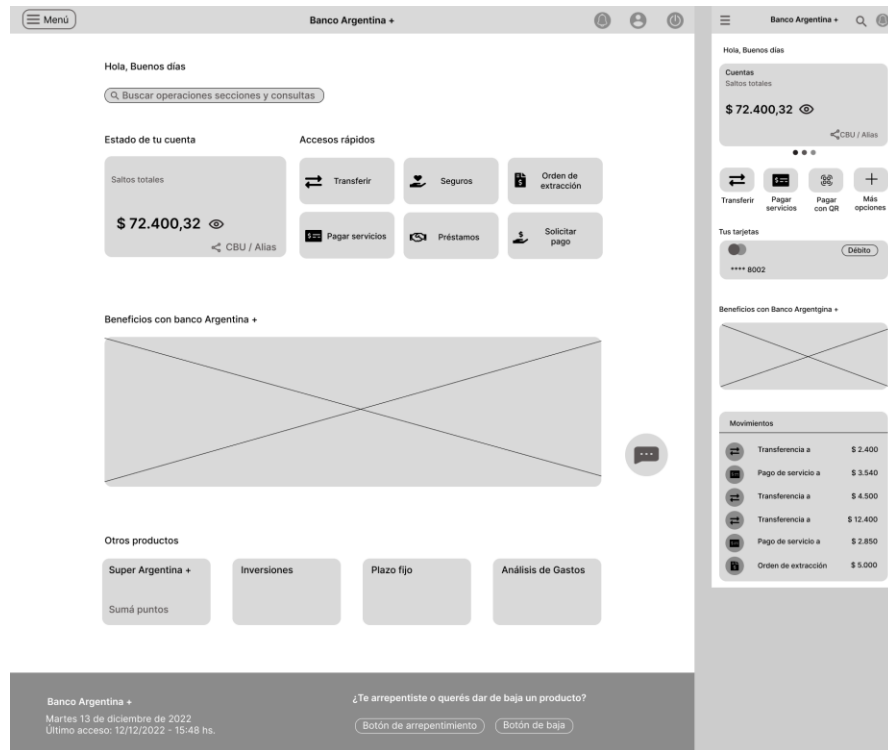 Menú
Banco Argentina +
Hola, Buenos días
Buscar operaciones secciones y consultas
Estado de tu cuenta
Saltos totales
$ 72.400,32
CBU / Alias
Accesos rápidos
Transferir
Seguros
Orden de
extracción
Pagar servicios
Préstamos
Solicitar
pago
Beneficios con banco Argentina +
Otros productos
Super Argentina +
Sumá puntos
Inversiones
Plazo fijo
Análisis de Gastos
Banco Argentina +
Martes 13 de diciembre de 2022
Último acceso: 12/12/2022 - 15:48 hs.
¿Te arrepentiste o querés dar de baja un producto?
Botón de arrepentimiento
Botón de baja
Banco Argentina +
Hola, Buenos días
Cuentas
Saltos totales
$ 72.400,32
CBU / Alias
Transferir
Pagar
servicios
Pagar
con QR
Más
opciones
Tus tarjetas
Débito
**** 8002
Beneficios con Banco Argentgina +
Movimientos
Transferencia a $ 2.400
Pago de servicio a $ 3.540
Transferencia a $ 4.500
Transferencia a $ 12.400
Pago de servicio a $ 2.850
Orden de extracción $ 5.000